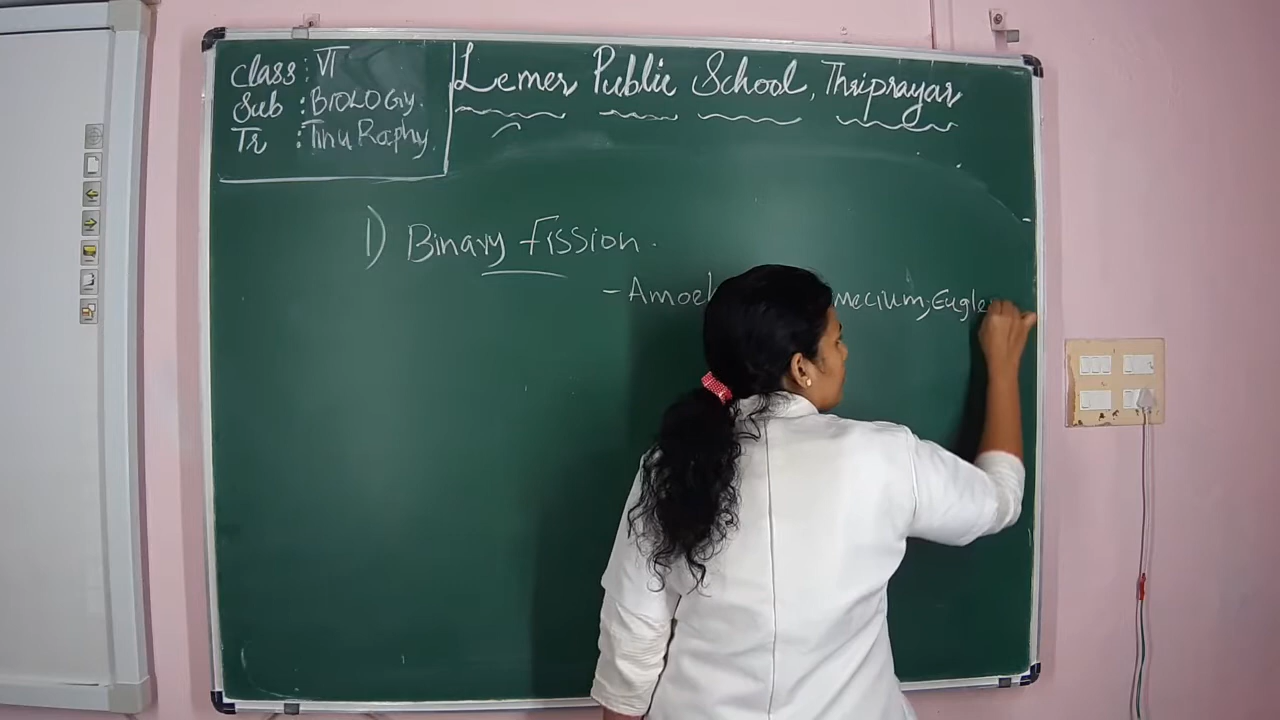 Class : VI
Sub : BIOLOGY.
Tr : Tinu Raphy.
Lemer Public School, Thriprayar
1) Binary Fission.
- Amoeb mecium, Eugle